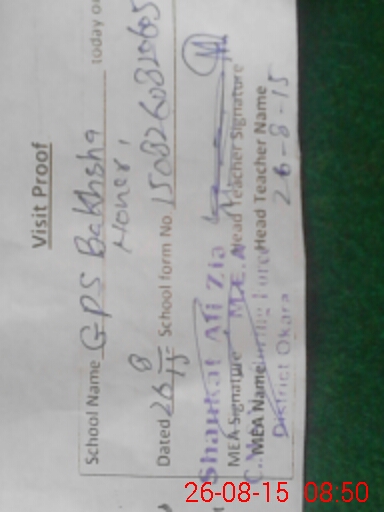 Visit Proof
School Name GPS Bakhsha today on
Honer,
Dated 26 8/15 School form No 150826082605
Shaukat Ali Zia
MEA Signature M.E.A Head Teacher Signature
MEA Name Head Teacher Name
District Okara 26-8-15
26-08-15 08:50